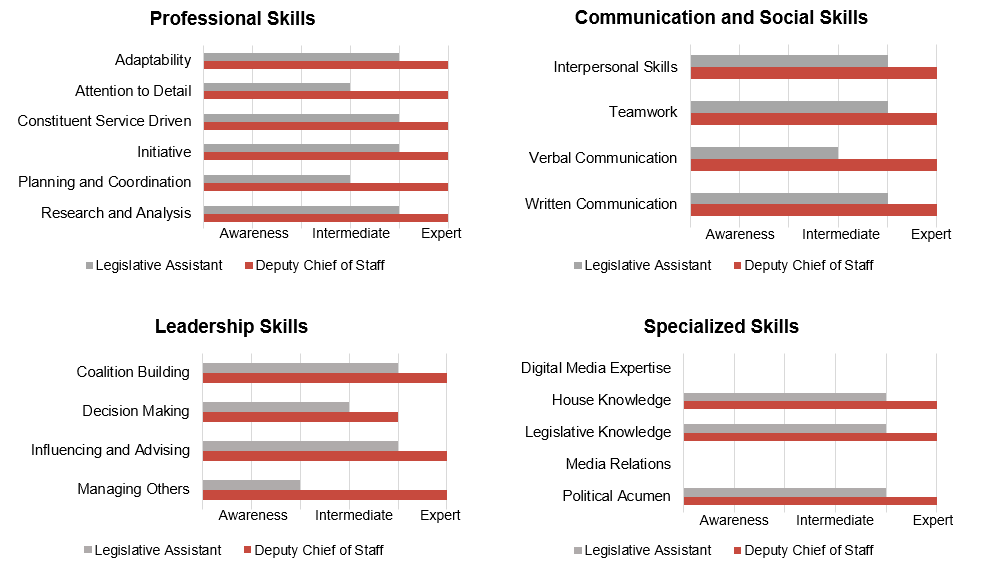 Professional Skills
Adaptability
Attention to Detail
Constituent Service Driven
Initiative
Planning and Coordination
Research and Analysis
Awareness Intermediate Expert
Legislative Assistant Deputy Chief of Staff
Communication and Social Skills
Interpersonal Skills
Teamwork
Verbal Communication
Written Communication
Awareness Intermediate Expert
Legislative Assistant Deputy Chief of Staff
Leadership Skills
Coalition Building
Decision Making
Influencing and Advising
Managing Others
Awareness Intermediate Expert
Legislative Assistant Deputy Chief of Staff
Specialized Skills
Digital Media Expertise
House Knowledge
Legislative Knowledge
Media Relations
Political Acumen
Awareness Intermediate Expert
Legislative Assistant Deputy Chief of Staff